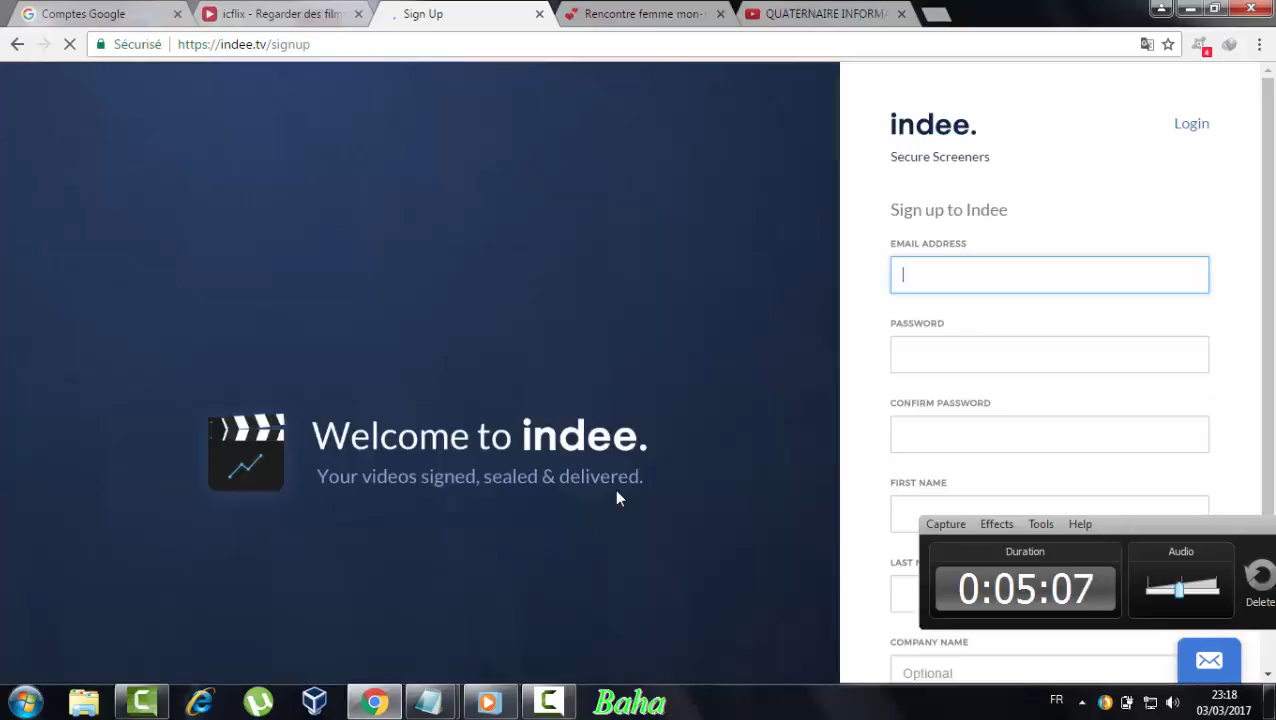 Comptes Google
icflix - Regarder des film
Sign Up
Rencontre femme mon-
QUATERNAIRE INFORMA
Sécurisé
https://indee.tv/signup
4
indee.
Login
Secure Screeners
Sign up to Indee
EMAIL ADDRESS
PASSWORD
CONFIRM PASSWORD
Welcome to indee.
Your videos signed, sealed & delivered.
FIRST NAME
Capture Effects Tools Help
Duration
Audio
0:05:07
Delete
LAST
COMPANY NAME
Optional
Baha
FR
23:18
03/03/2017